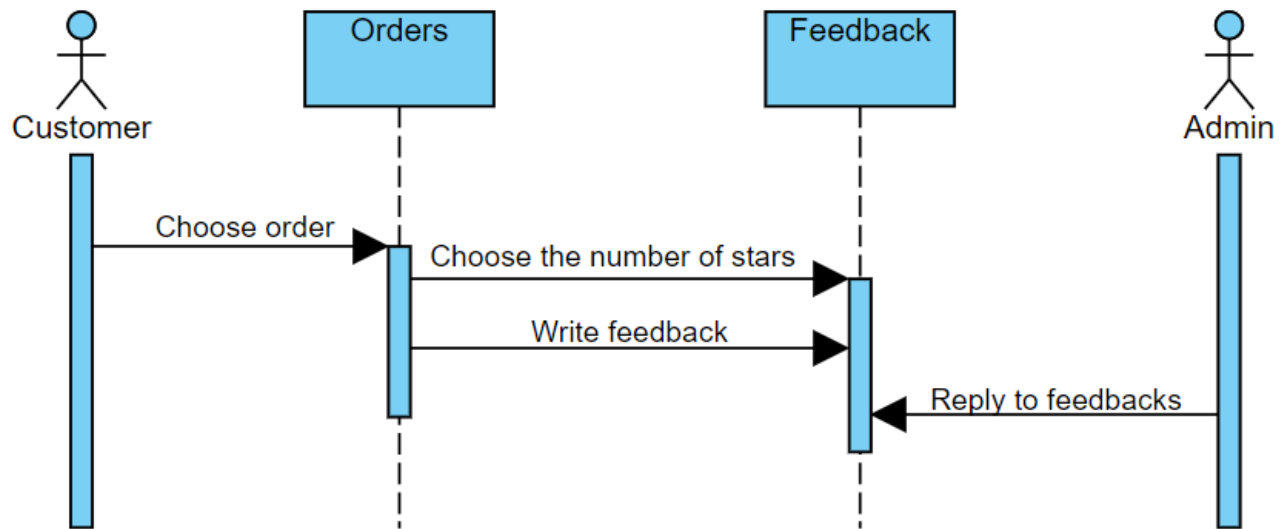 Orders
Feedback
Customer
Admin
Choose order
Choose the number of stars
Write feedback
Reply to feedbacks